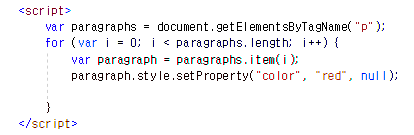 <script>
var paragraphs = document.getElementsByTagName("p");
for (var i = 0; i < paragraphs.length; i++) {
var paragraph = paragraphs.item(i);
paragraph.style.setProperty("color", "red", null);
}
</script>